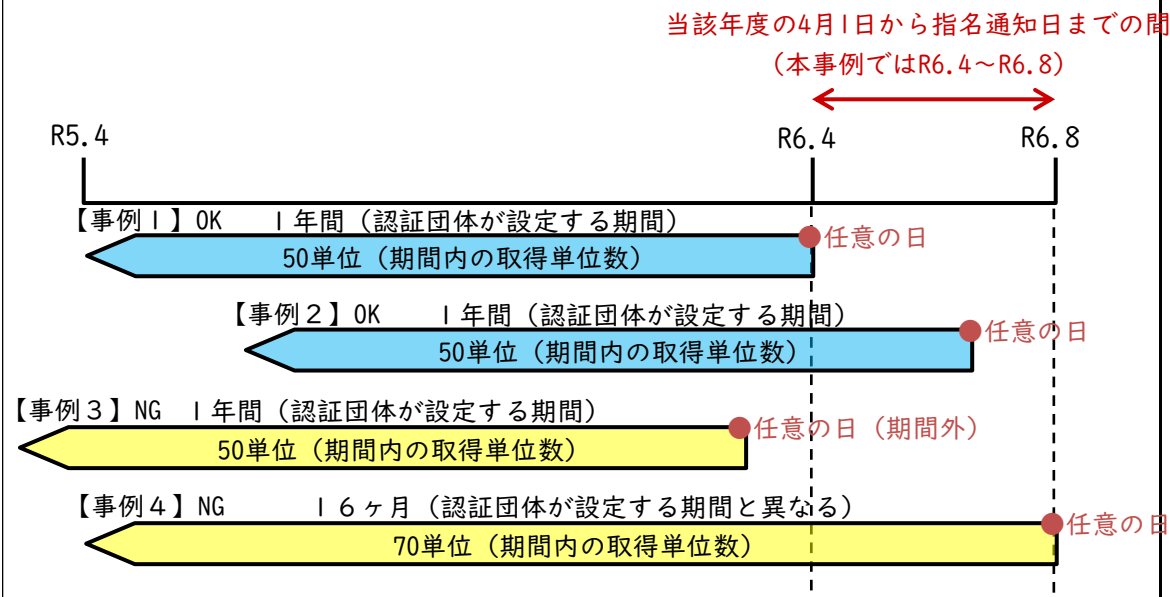 当該年度の4月1日から指名通知日までの間
（本事例ではR6.4～R6.8）
R5.4
R6.4
R6.8
【事例１】OK　１年間（認証団体が設定する期間）
任意の日
50単位（期間内の取得単位数）
【事例２】OK　１年間（認証団体が設定する期間）
任意の日
50単位（期間内の取得単位数）
【事例３】NG　１年間（認証団体が設定する期間）
任意の日（期間外）
50単位（期間内の取得単位数）
【事例４】NG　１６ヶ月（認証団体が設定する期間と異なる）
任意の日
70単位（期間内の取得単位数）